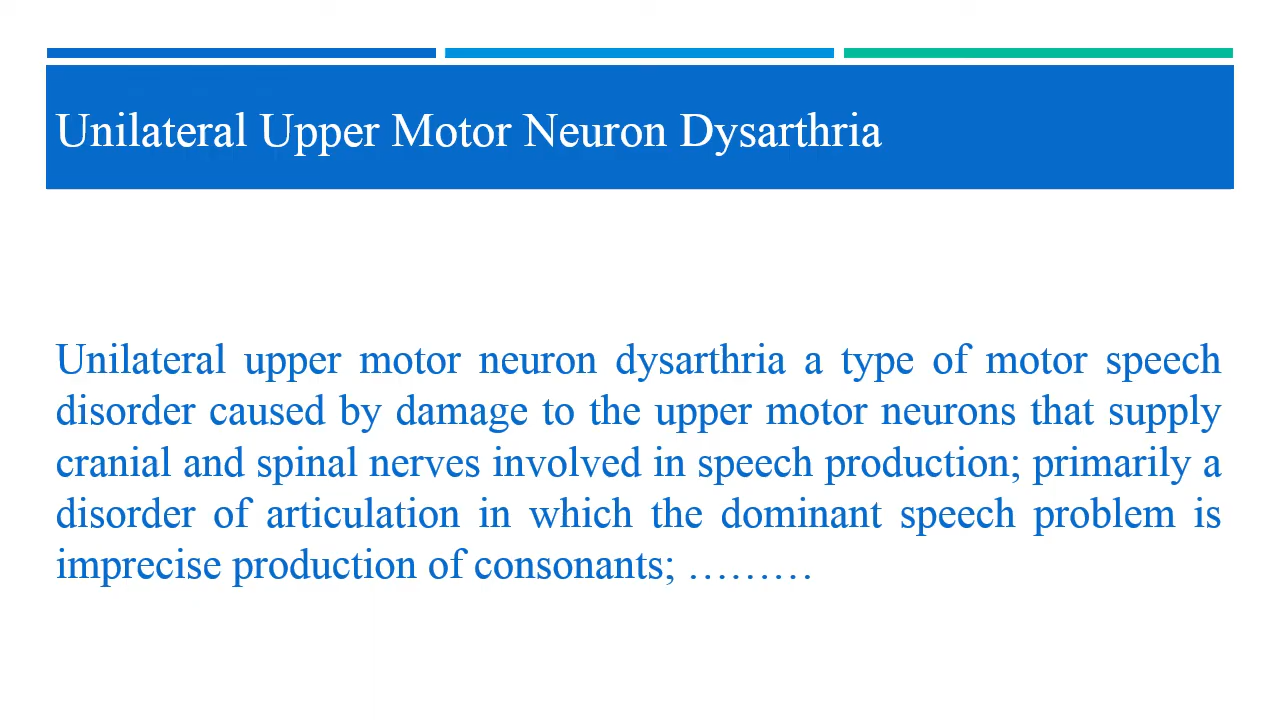 Unilateral Upper Motor Neuron Dysarthria
Unilateral upper motor neuron dysarthria a type of motor speech
disorder caused by damage to the upper motor neurons that supply
cranial and spinal nerves involved in speech production; primarily a
disorder of articulation in which the dominant speech problem is
imprecise production of consonants; ………